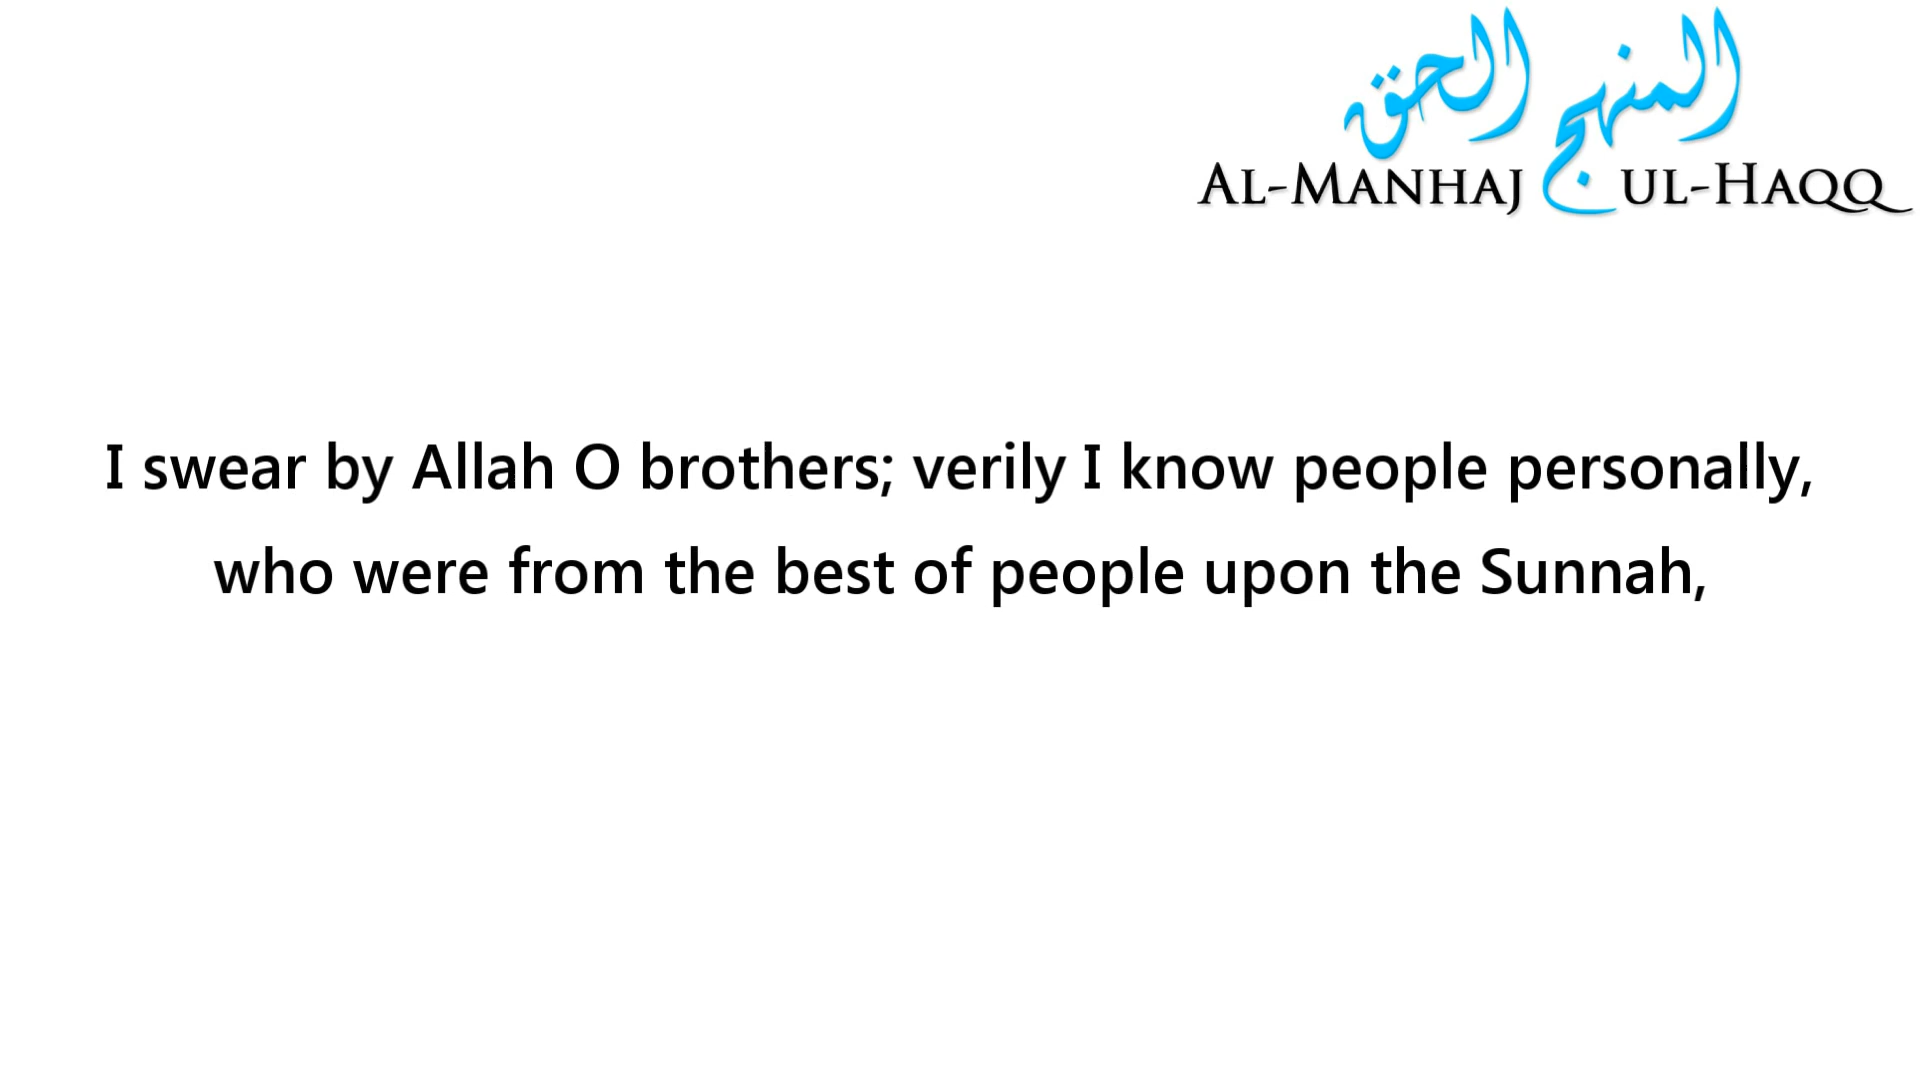 المنهج الحق
AL-MANHAJ UL-HAQQ
I swear by Allah O brothers; verily I know people personally,
who were from the best of people upon the Sunnah,